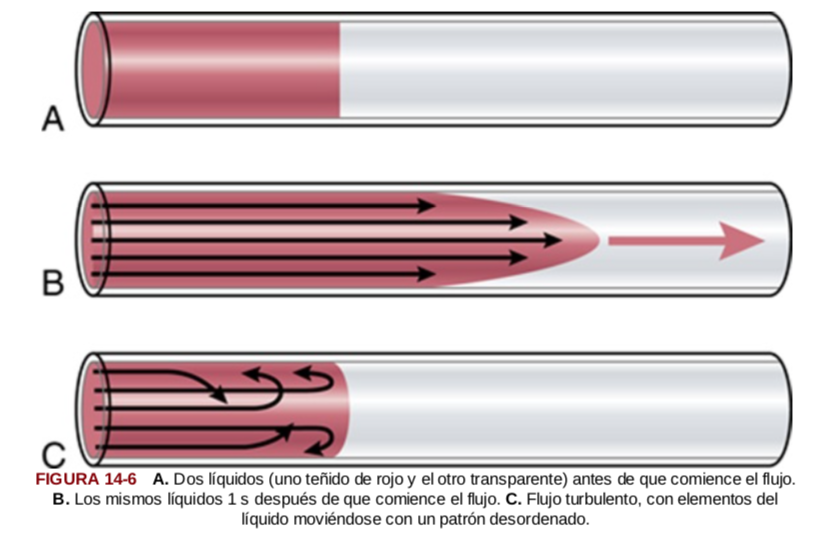 A
B
C
FIGURA 14-6 A. Dos líquidos (uno teñido de rojo y el otro transparente) antes de que comience el flujo.
B. Los mismos líquidos 1 s después de que comience el flujo. C. Flujo turbulento, con elementos del
líquido moviéndose con un patrón desordenado.